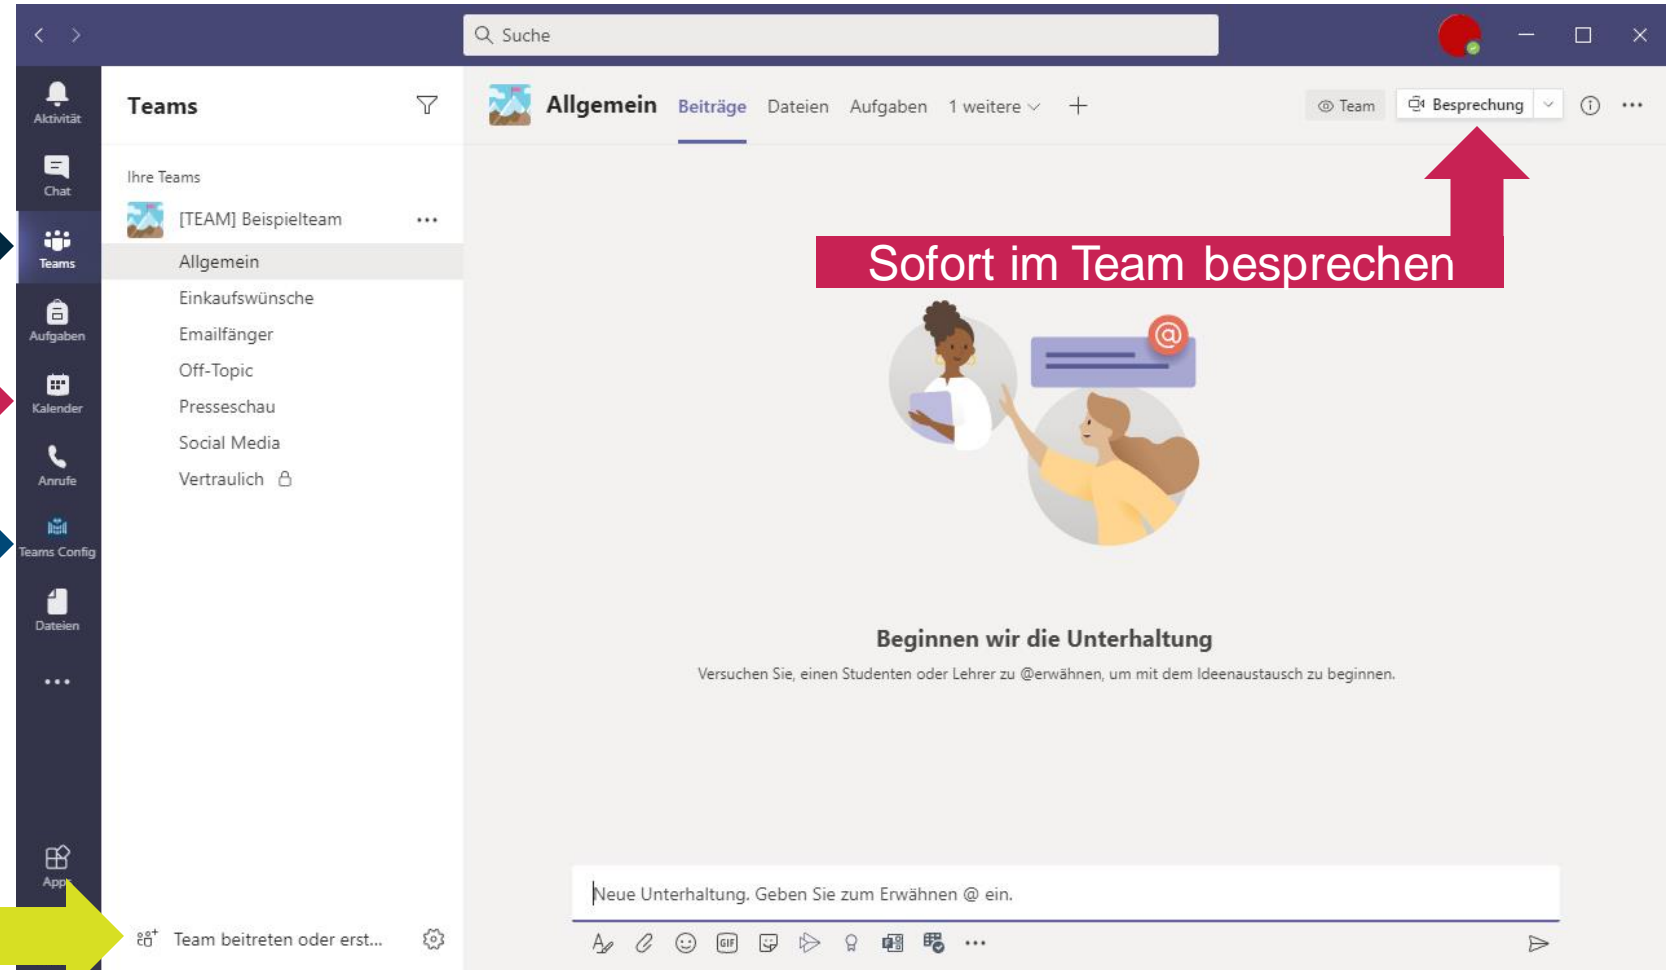 Suche
Aktivität
Chat
Teams
Aufgaben
Kalender
Anrufe
Teams Config
Dateien
Teams
Ihre Teams
[TEAM] Beispielteam
Allgemein
Einkaufswünsche
Emailfänger
Off-Topic
Presseschau
Social Media
Vertraulich
Team beitreten oder erst...
Allgemein Beiträge Dateien Aufgaben 1 weitere
Team Besprechung
Sofort im Team besprechen
@
Beginnen wir die Unterhaltung
Versuchen Sie, einen Studenten oder Lehrer zu @erwähnen, um mit dem Ideenaustausch zu beginnen.
Neue Unterhaltung. Geben Sie zum Erwähnen @ ein.
GIF